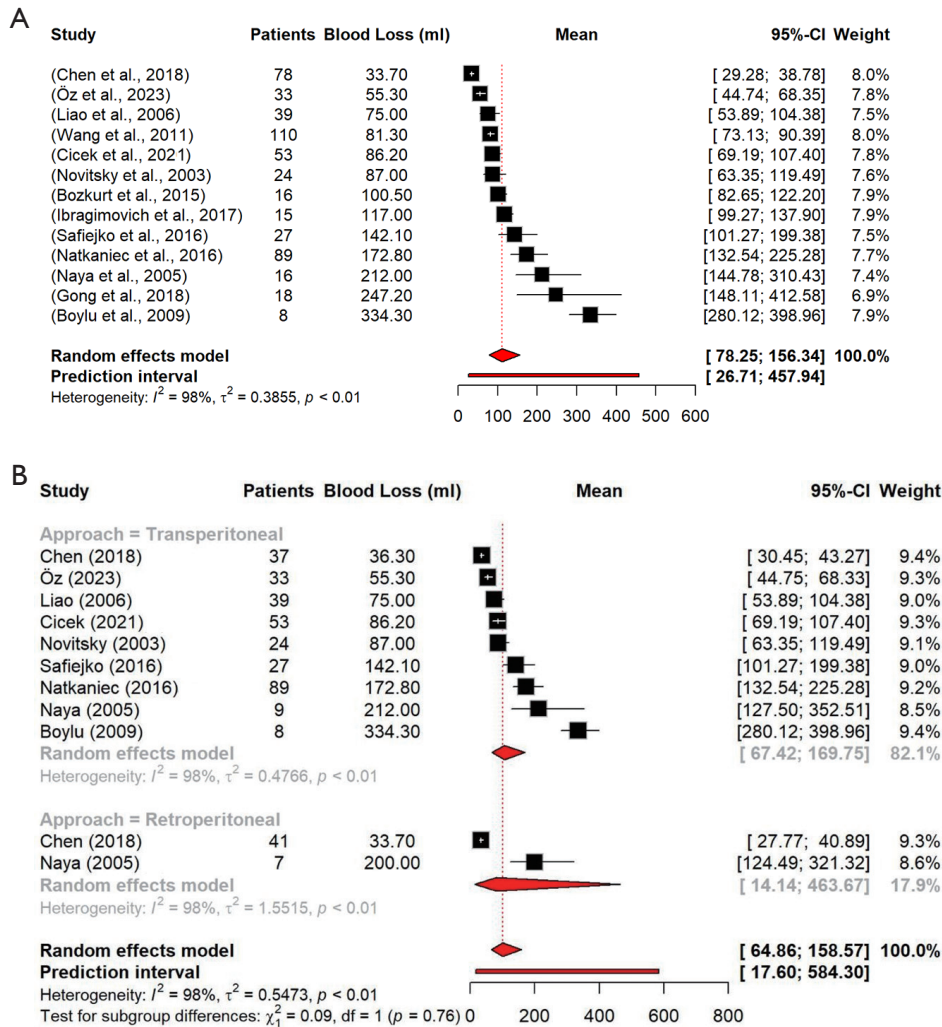 A
Study Patients Blood Loss (ml) Mean 95%-CI Weight
(Chen et al., 2018) 78 33.70 [ 29.28; 38.78] 8.0%
(Öz et al., 2023) 33 55.30 [ 44.74; 68.35] 7.8%
(Liao et al., 2006) 39 75.00 [ 53.89; 104.38] 7.5%
(Wang et al., 2011) 110 81.30 [ 73.13; 90.39] 8.0%
(Cicek et al., 2021) 53 86.20 [ 69.19; 107.40] 7.8%
(Novitsky et al., 2003) 24 87.00 [ 63.35; 119.49] 7.6%
(Bozkurt et al., 2015) 16 100.50 [ 82.65; 122.20] 7.9%
(Ibragimovich et al., 2017) 15 117.00 [ 99.27; 137.90] 7.9%
(Safiejko et al., 2016) 27 142.10 [101.27; 199.38] 7.5%
(Natkaniec et al., 2016) 89 172.80 [132.54; 225.28] 7.7%
(Naya et al., 2005) 16 212.00 [144.78; 310.43] 7.4%
(Gong et al., 2018) 18 247.20 [148.11; 412.58] 6.9%
(Boylu et al., 2009) 8 334.30 [280.12; 398.96] 7.9%
Random effects model [ 78.25; 156.34] 100.0%
Prediction interval [ 26.71; 457.94]
Heterogeneity: I² = 98%, τ² = 0.3855, p < 0.01
0 100 200 300 400 500 600
B
Study Patients Blood Loss (ml) Mean 95%-CI Weight
Approach = Transperitoneal
Chen (2018) 37 36.30 [ 30.45; 43.27] 9.4%
Öz (2023) 33 55.30 [ 44.75; 68.33] 9.3%
Liao (2006) 39 75.00 [ 53.89; 104.38] 9.0%
Cicek (2021) 53 86.20 [ 69.19; 107.40] 9.3%
Novitsky (2003) 24 87.00 [ 63.35; 119.49] 9.1%
Safiejko (2016) 27 142.10 [101.27; 199.38] 9.0%
Natkaniec (2016) 89 172.80 [132.54; 225.28] 9.2%
Naya (2005) 9 212.00 [127.50; 352.51] 8.5%
Boylu (2009) 8 334.30 [280.12; 398.96] 9.4%
Random effects model [ 67.42; 169.75] 82.1%
Heterogeneity: I² = 98%, τ² = 0.4766, p < 0.01
Approach = Retroperitoneal
Chen (2018) 41 33.70 [ 27.77; 40.89] 9.3%
Naya (2005) 7 200.00 [124.49; 321.32] 8.6%
Random effects model [ 14.14; 463.67] 17.9%
Heterogeneity: I² = 98%, τ² = 1.5515, p < 0.01
Random effects model [ 64.86; 158.57] 100.0%
Prediction interval [ 17.60; 584.30]
Heterogeneity: I² = 98%, τ² = 0.5473, p < 0.01
Test for subgroup differences: χ²₁ = 0.09, df = 1 (p = 0.76)
0 200 400 600 800